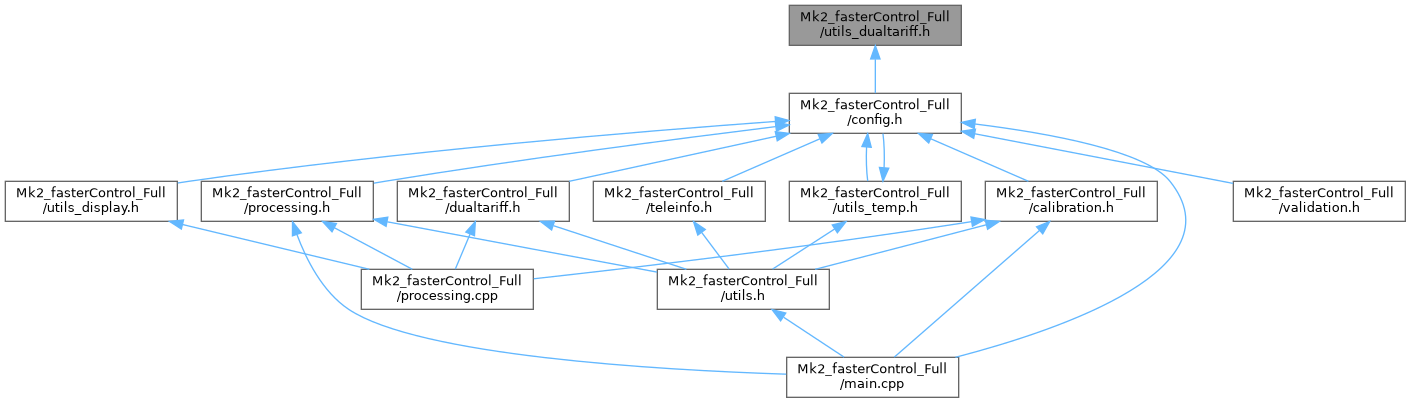 Mk2_fasterControl_Full
/utils_dualtariff.h
Mk2_fasterControl_Full
/config.h
Mk2_fasterControl_Full
/utils_display.h
Mk2_fasterControl_Full
/processing.h
Mk2_fasterControl_Full
/dualtariff.h
Mk2_fasterControl_Full
/teleinfo.h
Mk2_fasterControl_Full
/utils_temp.h
Mk2_fasterControl_Full
/calibration.h
Mk2_fasterControl_Full
/validation.h
Mk2_fasterControl_Full
/processing.cpp
Mk2_fasterControl_Full
/utils.h
Mk2_fasterControl_Full
/main.cpp